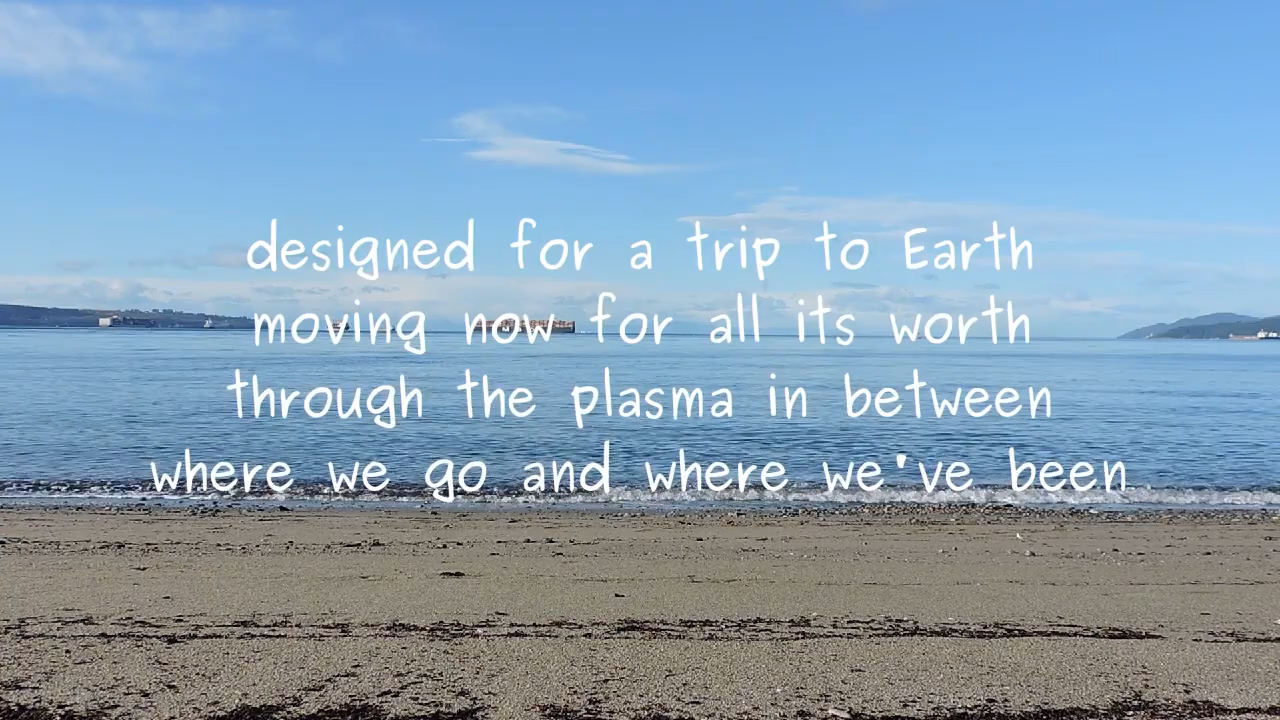 designed for a trip to Earth
moving now for all its worth
through the plasma in between
where we go and where we've been